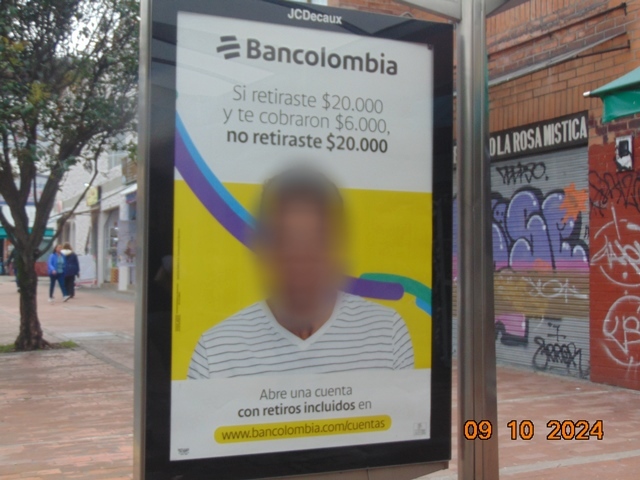 JCDecaux
Bancolombia
Si retiraste $20.000
y te cobraron $6.000,
no retiraste $20.000
D LA ROSA MISTICA
Abre una cuenta
con retiros incluidos en
www.bancolombia.com/cuentas
09 10 2024